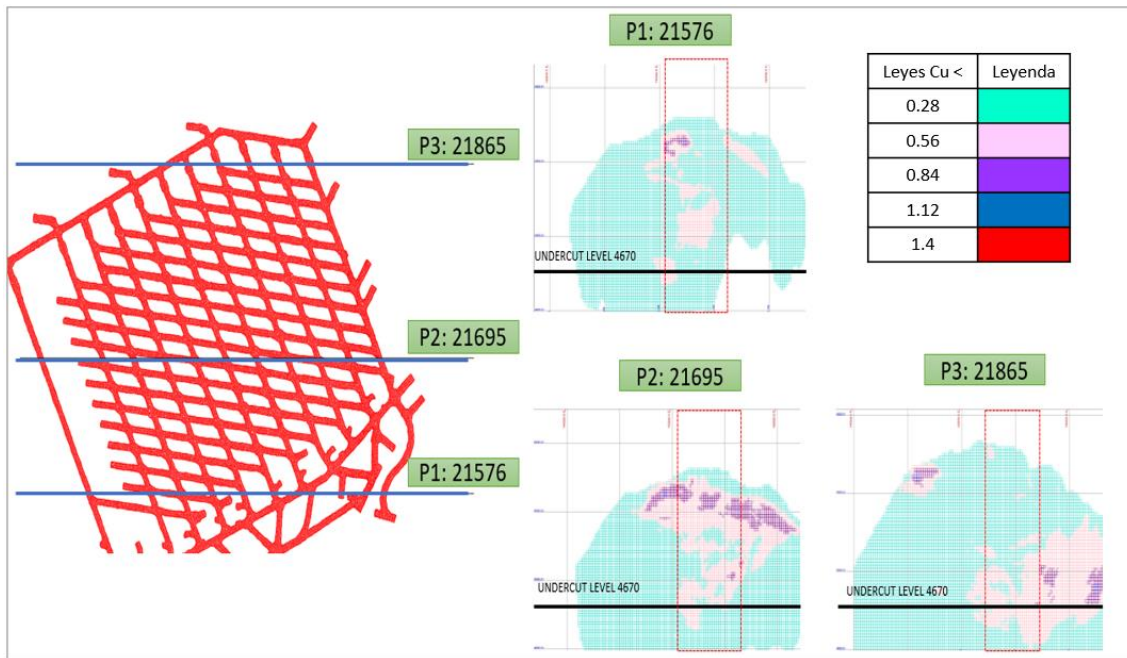 P1: 21576
Leyes Cu < Leyenda
0.28
0.56
0.84
1.12
1.4
UNDERCUT LEVEL 4670
P3: 21865
P2: 21695
P1: 21576
P2: 21695
UNDERCUT LEVEL 4670
P3: 21865
UNDERCUT LEVEL 4670